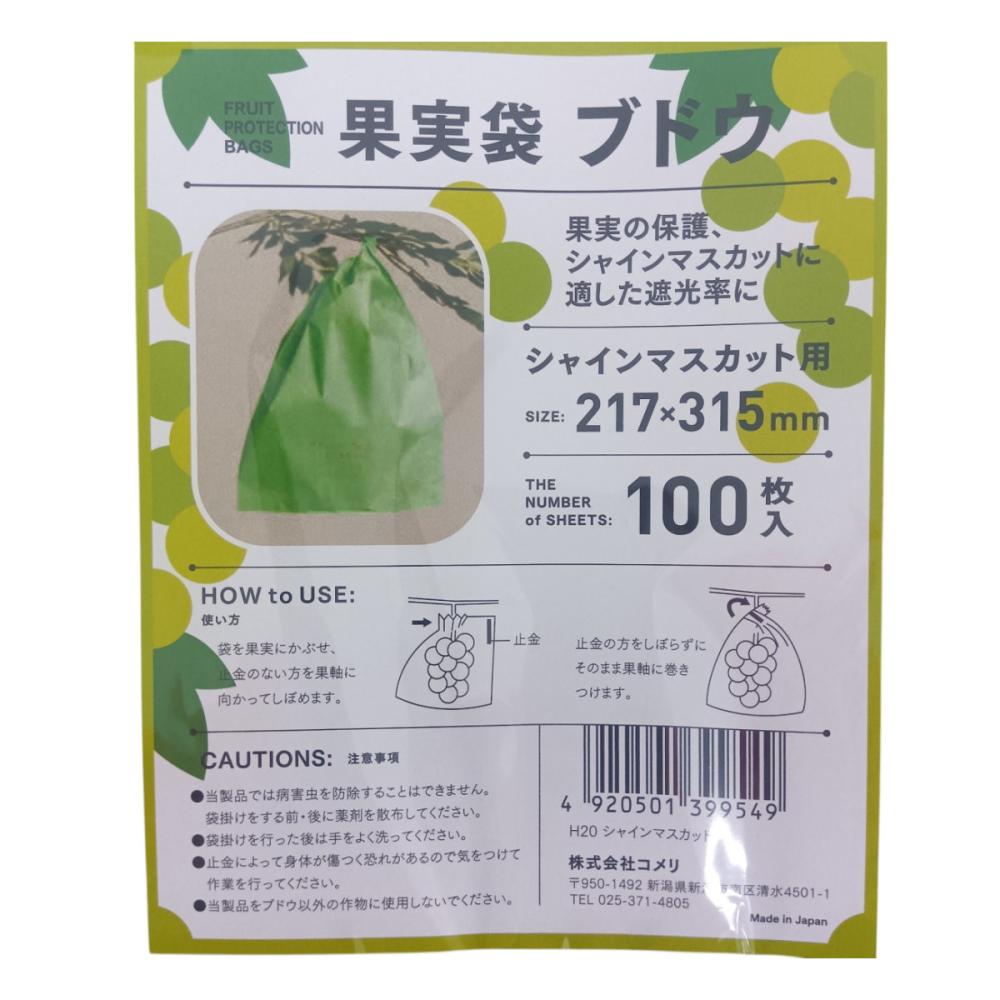 FRUIT
PROTECTION
BAGS
果実袋 ブドウ
果実の保護、
シャインマスカットに
適した遮光率に
シャインマスカット用
SIZE: 217×315mm
THE
NUMBER
of SHEETS:
100枚入
HOW to USE:
使い方
袋を果実にかぶせ、
止金のない方を果軸に
向かってしぼめます。
止金
止金の方をしぼらずに
そのまま果軸に巻き
つけます。
CAUTIONS: 注意事項
●当製品では病害虫を防除することはできません。
袋掛けをする前・後に薬剤を散布してください。
●袋掛けを行った後は手をよく洗ってください。
●止金によって身体が傷つく恐れがあるので気をつけて
作業を行ってください。
●当製品をブドウ以外の作物に使用しないでください。
4 920501 399549
H20 シャインマスカット
株式会社コメリ
〒950-1492 新潟県新潟市南区清水4501-1
TEL 025-371-4805
Made in Japan